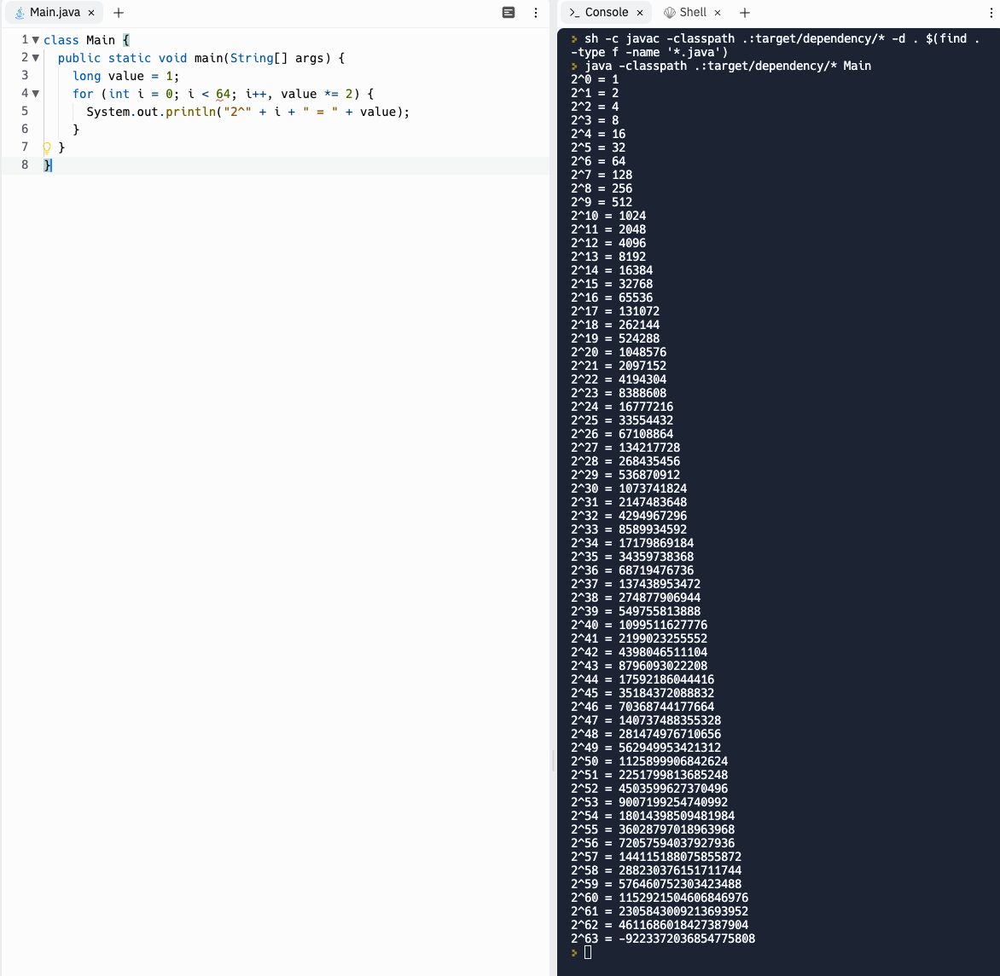 Main.java × +
1 class Main {
2 public static void main(String[] args) {
3 long value = 1;
4 for (int i = 0; i < 64; i++, value *= 2) {
5 System.out.println("2^" + i + " = " + value);
6 }
7 }
8 }
Console × Shell × +
sh -c javac -classpath .:target/dependency/* -d . $(find .
-type f -name '*.java')
java -classpath .:target/dependency/* Main
2^0 = 1
2^1 = 2
2^2 = 4
2^3 = 8
2^4 = 16
2^5 = 32
2^6 = 64
2^7 = 128
2^8 = 256
2^9 = 512
2^10 = 1024
2^11 = 2048
2^12 = 4096
2^13 = 8192
2^14 = 16384
2^15 = 32768
2^16 = 65536
2^17 = 131072
2^18 = 262144
2^19 = 524288
2^20 = 1048576
2^21 = 2097152
2^22 = 4194304
2^23 = 8388608
2^24 = 16777216
2^25 = 33554432
2^26 = 67108864
2^27 = 134217728
2^28 = 268435456
2^29 = 536870912
2^30 = 1073741824
2^31 = 2147483648
2^32 = 4294967296
2^33 = 8589934592
2^34 = 17179869184
2^35 = 34359738368
2^36 = 68719476736
2^37 = 137438953472
2^38 = 274877906944
2^39 = 549755813888
2^40 = 1099511627776
2^41 = 2199023255552
2^42 = 4398046511104
2^43 = 8796093022208
2^44 = 17592186044416
2^45 = 35184372088832
2^46 = 70368744177664
2^47 = 140737488355328
2^48 = 281474976710656
2^49 = 562949953421312
2^50 = 1125899906842624
2^51 = 2251799813685248
2^52 = 4503599627370496
2^53 = 9007199254740992
2^54 = 18014398509481984
2^55 = 36028797018963968
2^56 = 72057594037927936
2^57 = 144115188075855872
2^58 = 288230376151711744
2^59 = 576460752303423488
2^60 = 1152921504606846976
2^61 = 2305843009213693952
2^62 = 4611686018427387904
2^63 = -9223372036854775808